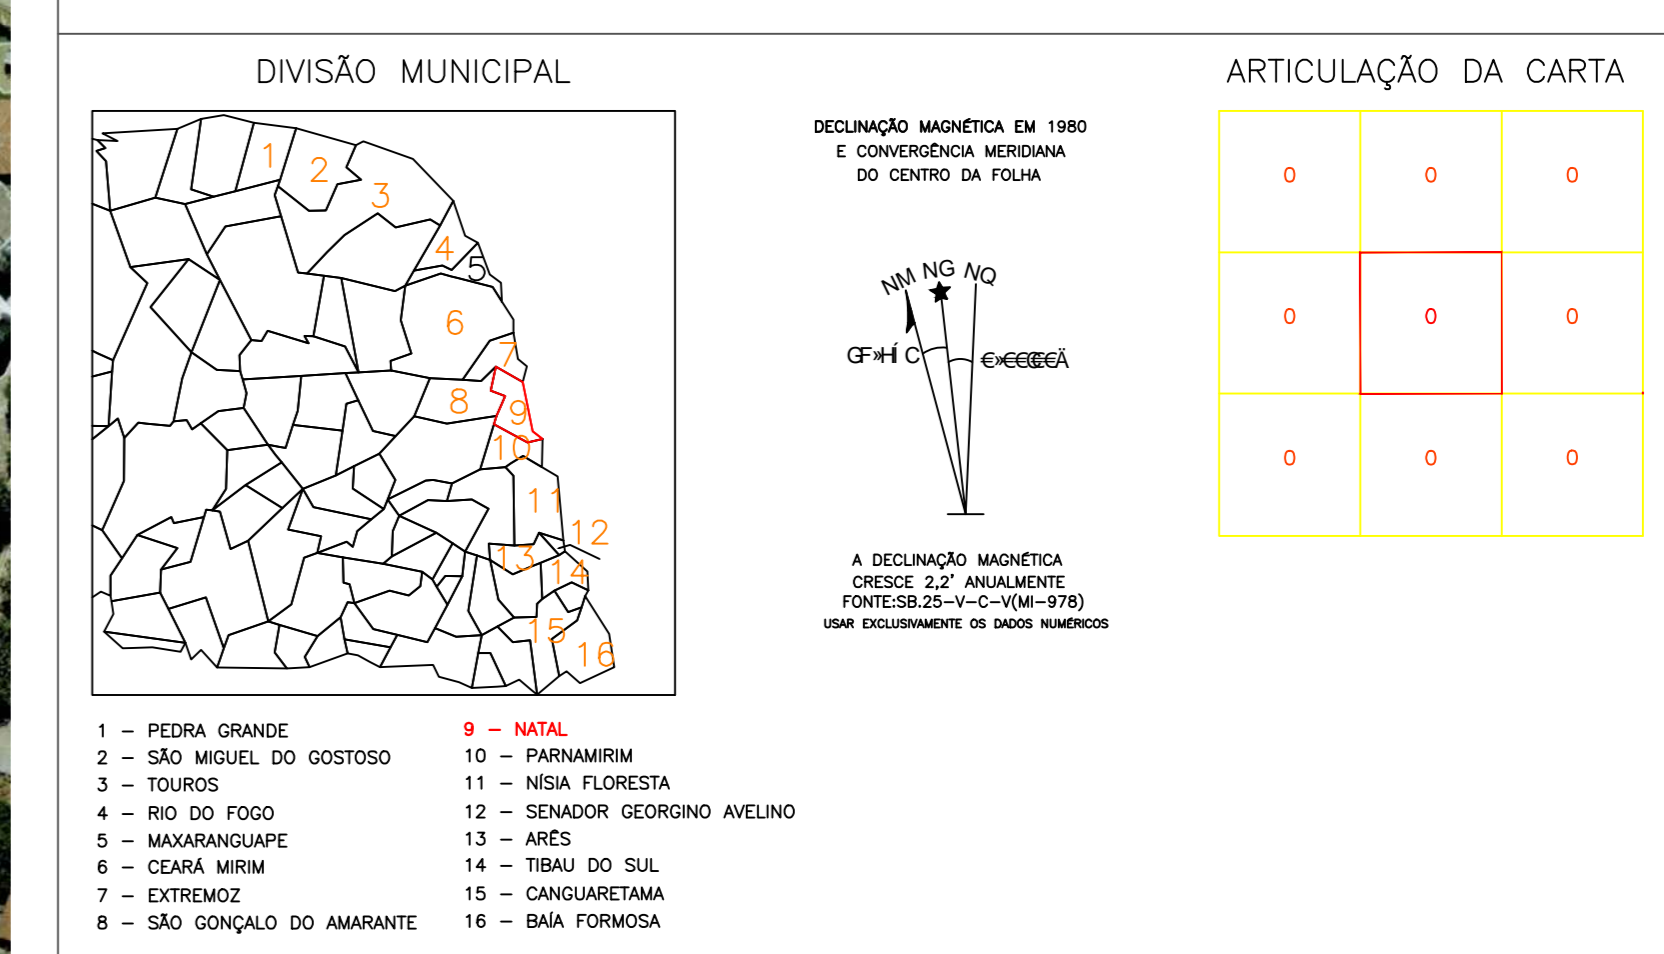 DIVISÃO MUNICIPAL
1
2
3
4
5
6
7
8
9
10
11
12
13
14
15
16
1 – PEDRA GRANDE
2 – SÃO MIGUEL DO GOSTOSO
3 – TOUROS
4 – RIO DO FOGO
5 – MAXARANGUAPE
6 – CEARÁ MIRIM
7 – EXTREMOZ
8 – SÃO GONÇALO DO AMARANTE
9 – NATAL
10 – PARNAMIRIM
11 – NÍSIA FLORESTA
12 – SENADOR GEORGINO AVELINO
13 – ARÊS
14 – TIBAU DO SUL
15 – CANGUARETAMA
16 – BAÍA FORMOSA
DECLINAÇÃO MAGNÉTICA EM 1980
E CONVERGÊNCIA MERIDIANA
DO CENTRO DA FOLHA
NM NG NQ
A DECLINAÇÃO MAGNÉTICA
CRESCE 2,2' ANUALMENTE
FONTE:SB.25–V–C–V(MI–978)
USAR EXCLUSIVAMENTE OS DADOS NUMÉRICOS
ARTICULAÇÃO DA CARTA
0 0 0
0 0 0
0 0 0